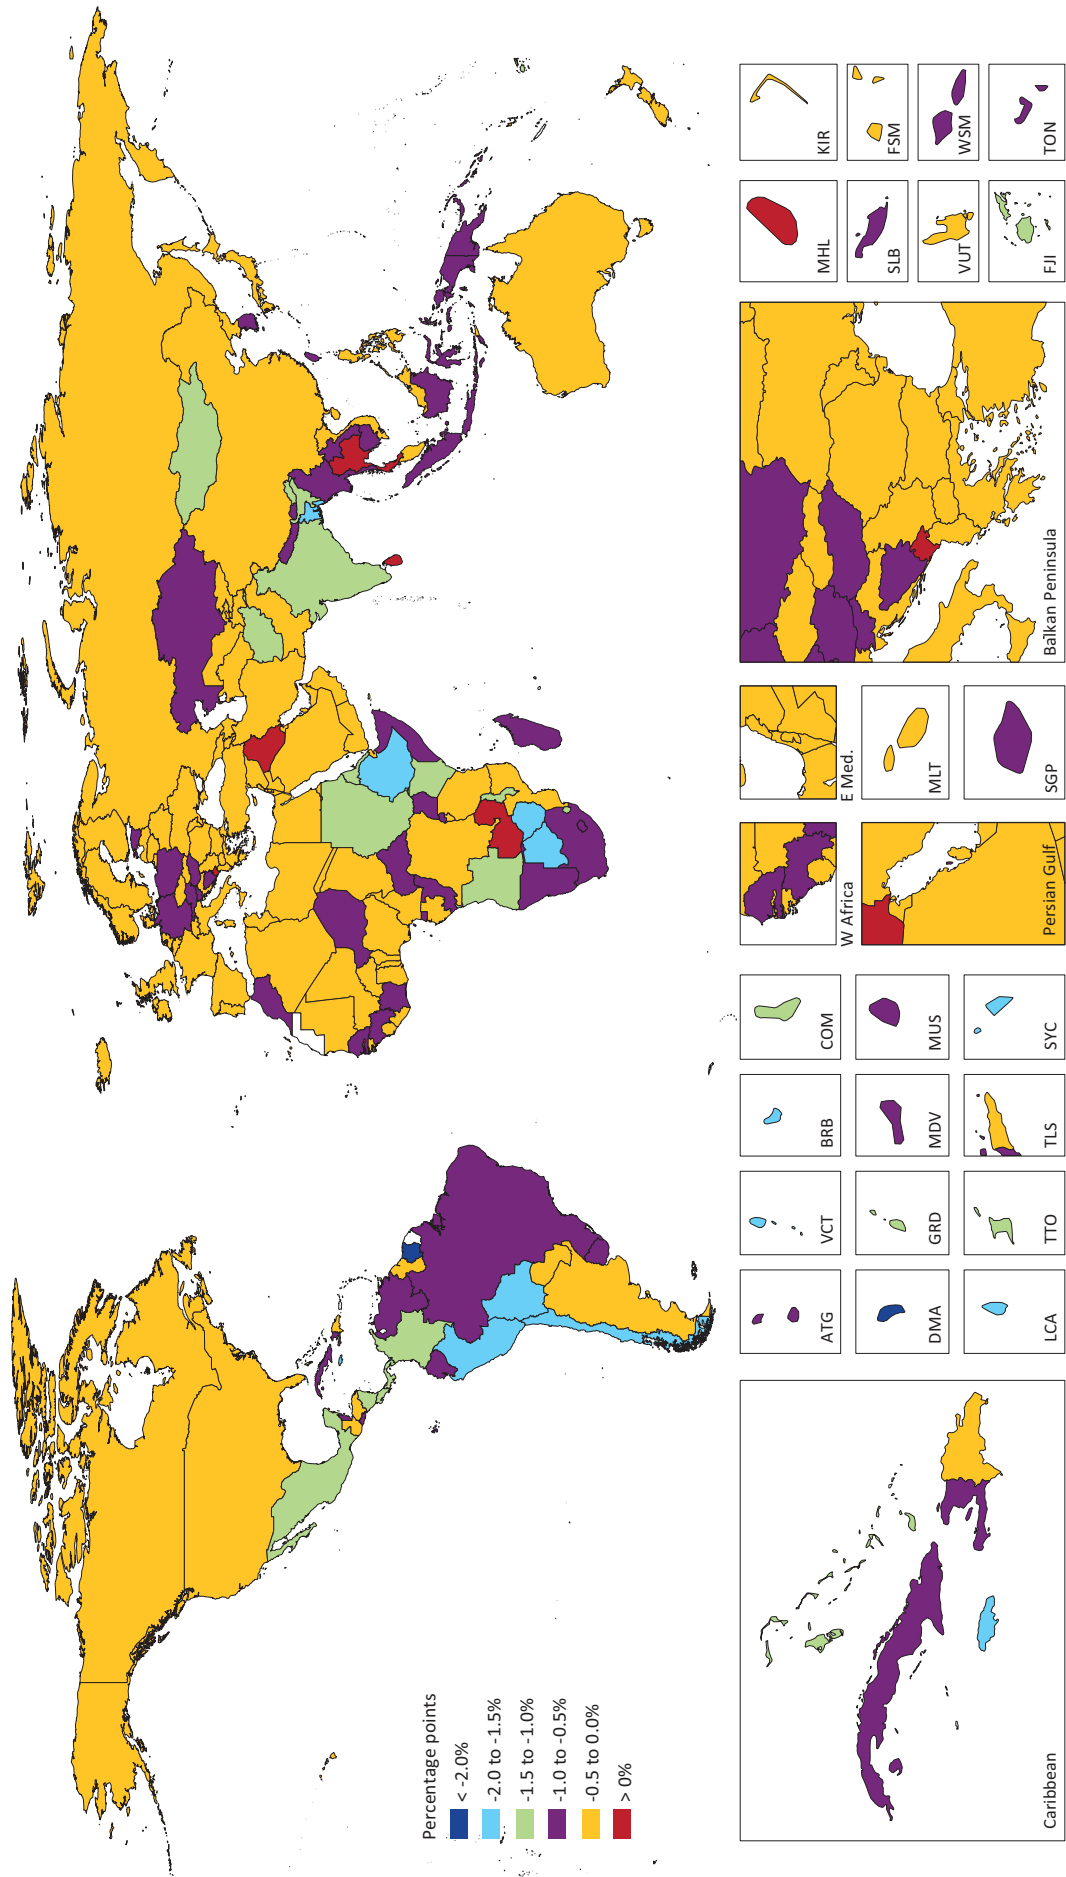 Percentage points
< -2.0%
-2.0 to -1.5%
-1.5 to -1.0%
-1.0 to -0.5%
-0.5 to 0.0%
> 0%
Caribbean
ATG
VCT
BRB
COM
DMA
GRD
MDV
MUS
LCA
TTO
TLS
SYC
W Africa
E Med.
Persian Gulf
MLT
SGP
Balkan Peninsula
MHL
KIR
SLB
FSM
VUT
WSM
FJI
TON